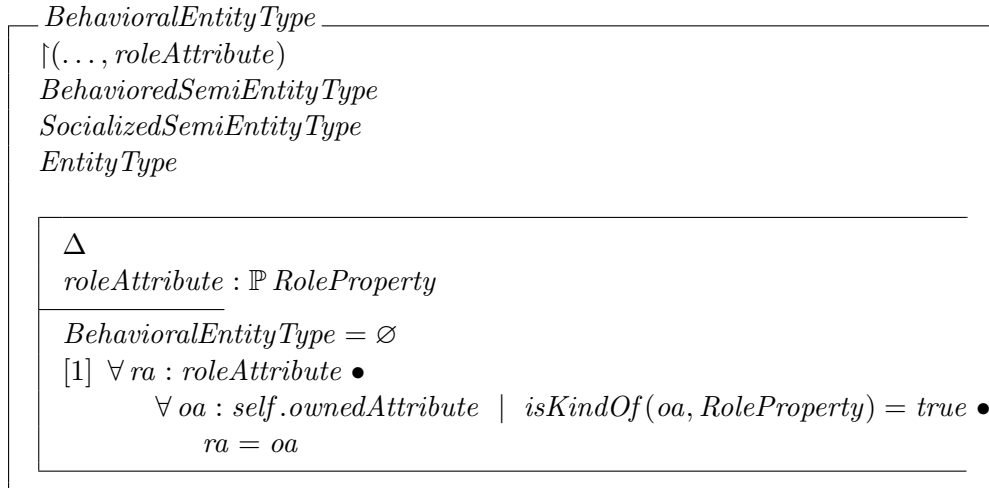 BehavioralEntityType
↾(..., roleAttribute)
BehavioredSemiEntityType
SocializedSemiEntityType
EntityType
Δ
roleAttribute : ℙ RoleProperty
BehavioralEntityType = ∅
[1] ∀ ra : roleAttribute •
∀ oa : self.ownedAttribute | isKindOf(oa, RoleProperty) = true •
ra = oa